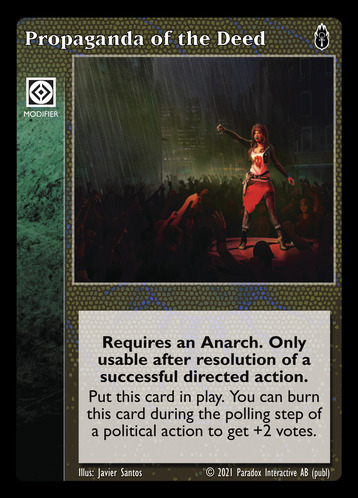 Propaganda of the Deed
MODIFIER
Requires an Anarch. Only
usable after resolution of a
successful directed action.
Put this card in play. You can burn
this card during the polling step of
a political action to get +2 votes.
Illus: Javier Santos © 2021 Paradox Interactive AB (publ)